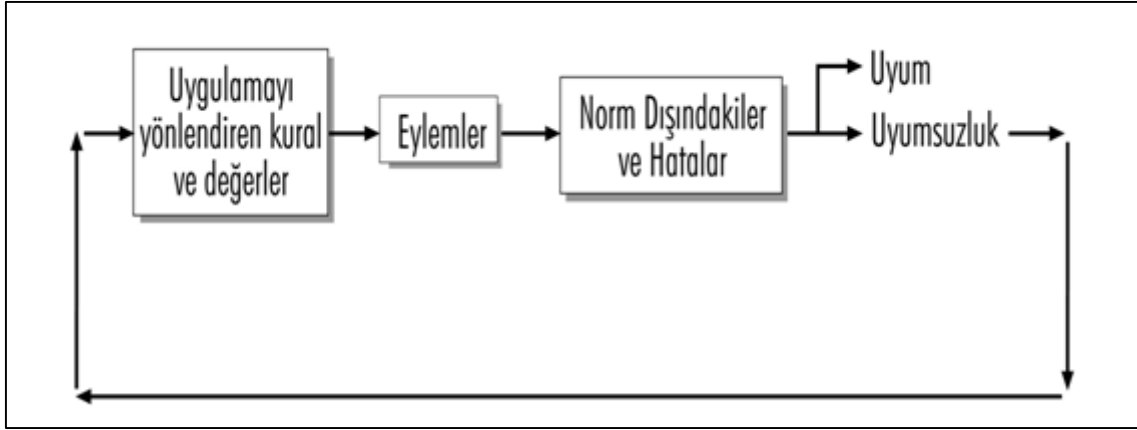 Uygulamayı
yönlendiren kural
ve değerler
Eylemler
Norm Dışındakiler
ve Hatalar
Uyum
Uyumsuzluk